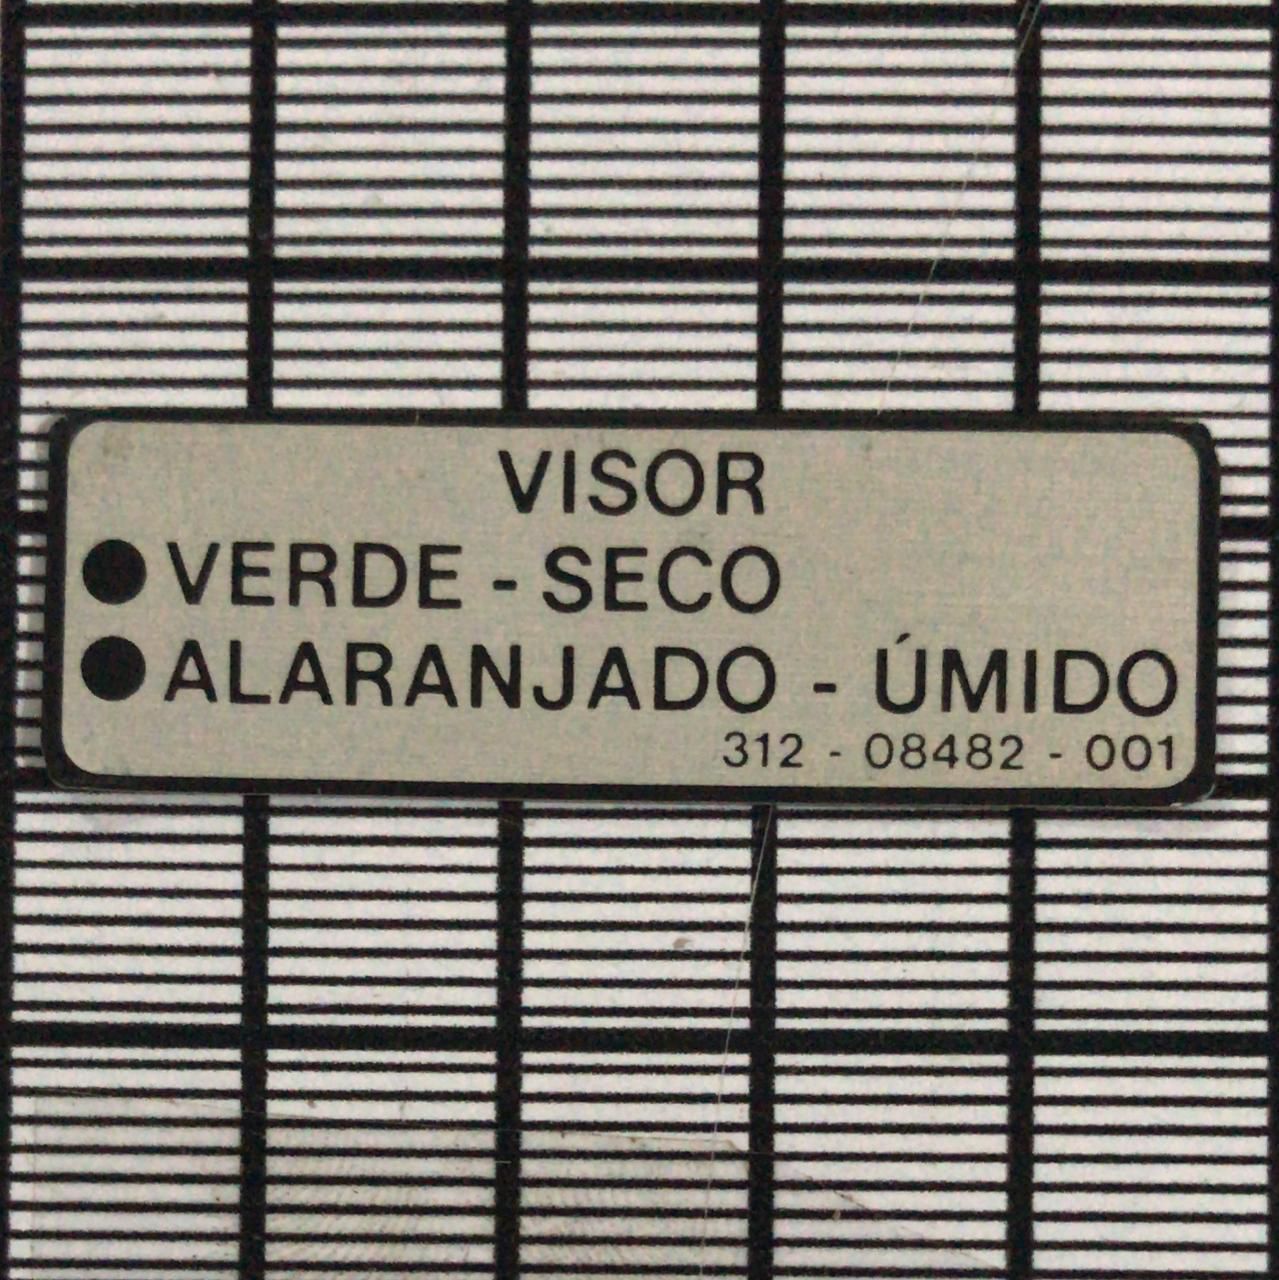 VISOR
● VERDE - SECO
● ALARANJADO - ÚMIDO
312 - 08482 - 001